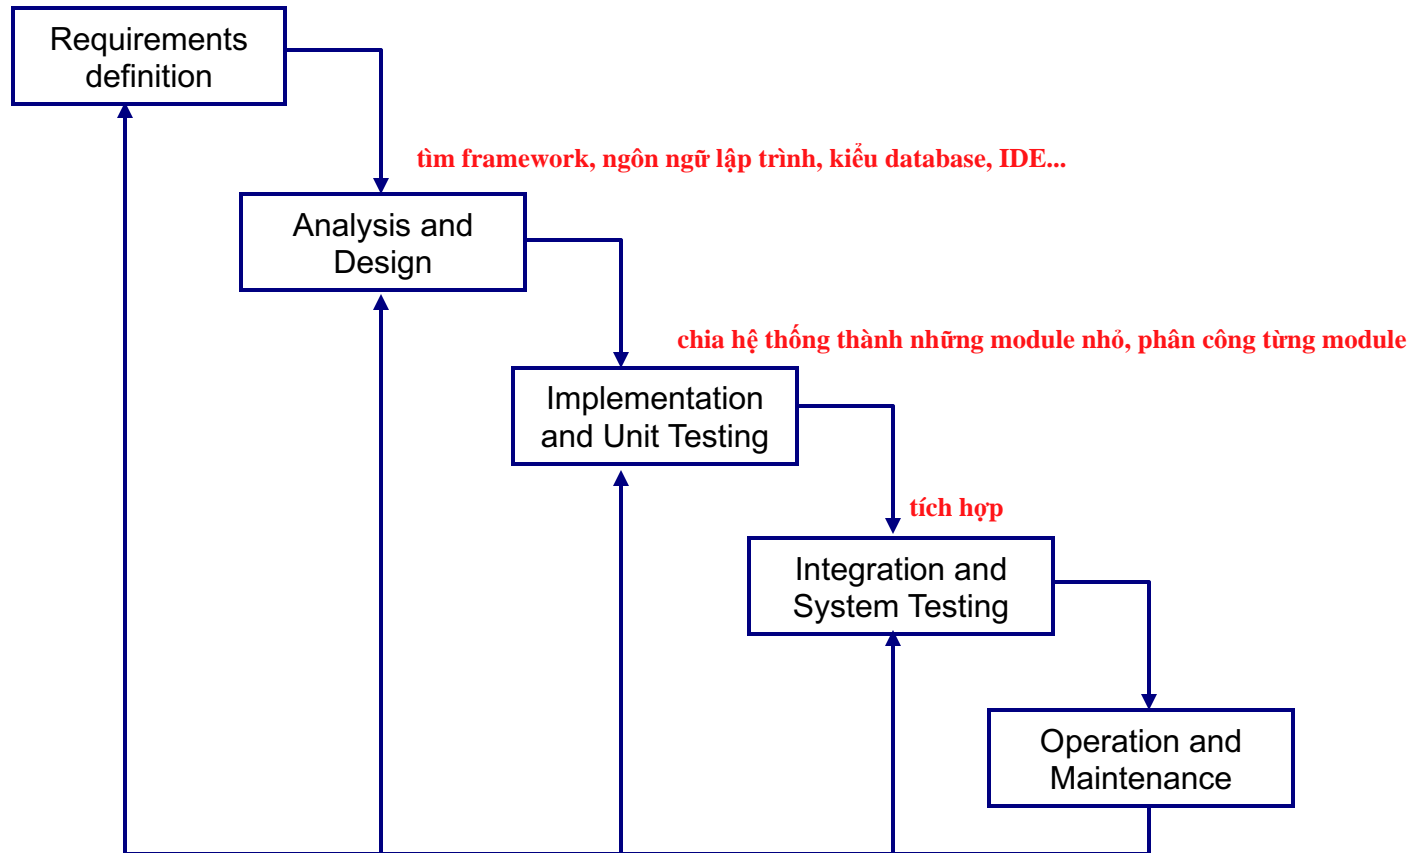 Requirements
definition
tìm framework, ngôn ngữ lập trình, kiểu database, IDE...
Analysis and
Design
chia hệ thống thành những module nhỏ, phân công từng module
Implementation
and Unit Testing
tích hợp
Integration and
System Testing
Operation and
Maintenance